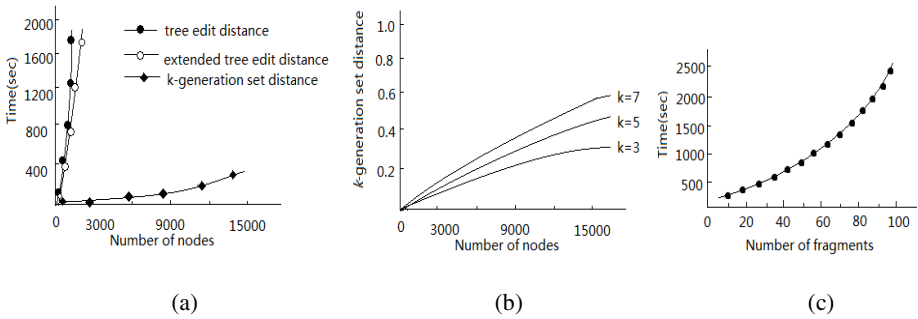 2000
1600
1200
800
400
Time(sec)
tree edit distance
extended tree edit distance
k-generation set distance
0 3000 9000 15000
Number of nodes
(a)
1.0
0.8
0.6
0.4
0.2
k-generation set distance
k=7
k=5
k=3
0 3000 9000 15000
Number of nodes
(b)
2500
2000
1500
1000
500
Time(sec)
0 20 40 60 80 100
Number of fragments
(c)